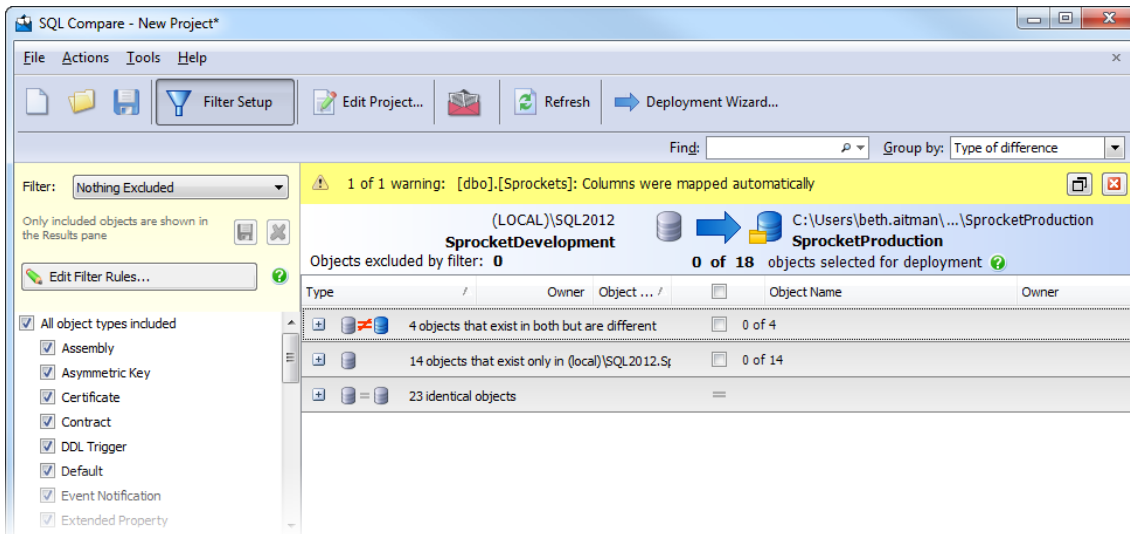 SQL Compare - New Project*
File Actions Tools Help
Filter Setup Edit Project... Refresh Deployment Wizard...
Find: Group by: Type of difference
Filter: Nothing Excluded
Only included objects are shown in
the Results pane
Edit Filter Rules...
All object types included
Assembly
Asymmetric Key
Certificate
Contract
DDL Trigger
Default
Event Notification
Extended Property
1 of 1 warning: [dbo].[Sprockets]: Columns were mapped automatically
(LOCAL)\SQL2012 C:\Users\beth.aitman\...\SprocketProduction
SprocketDevelopment SprocketProduction
Objects excluded by filter: 0 0 of 18 objects selected for deployment
Type Owner Object ... Object Name Owner
4 objects that exist in both but are different 0 of 4
14 objects that exist only in (local)\SQL2012.Sp 0 of 14
23 identical objects